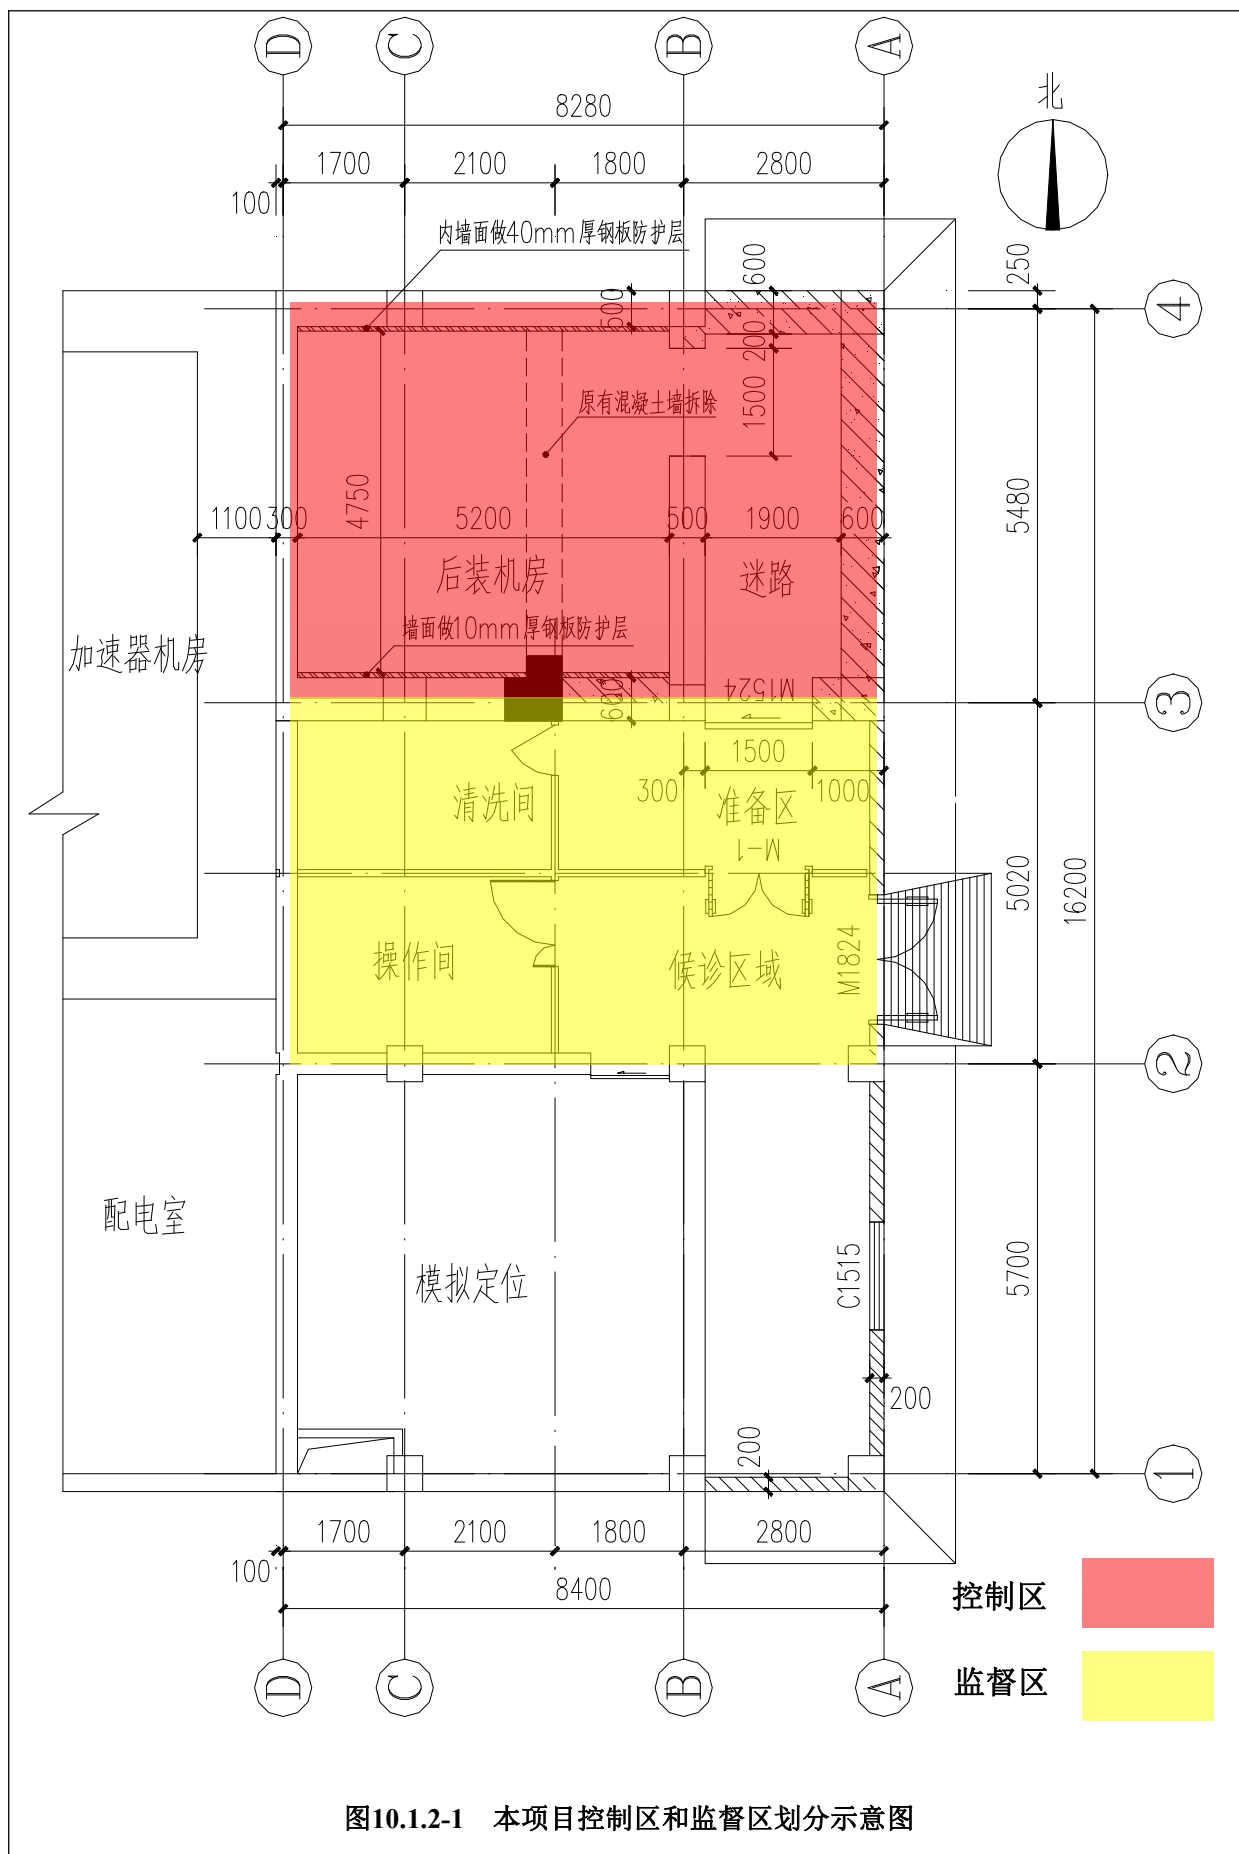 D C B A
8280
1700 2100 1800 2800
100
北
内墙面做40mm厚钢板防护层
600
250
4
500
200
1500
原有混凝土墙拆除
4750
5480
1100 300 5200 500 1900 600
后装机房 迷路
墙面做10mm厚钢板防护层
加速器机房
600
M1524
3
300 1500 1000
清洗间 准备区
M-1
5020
16200
操作间 候诊区域
M1824
2
配电室
模拟定位
C1515
5700
200
200
1
1700 2100 1800 2800
100
8400
D C B A
控制区
监督区
图10.1.2-1 本项目控制区和监督区划分示意图